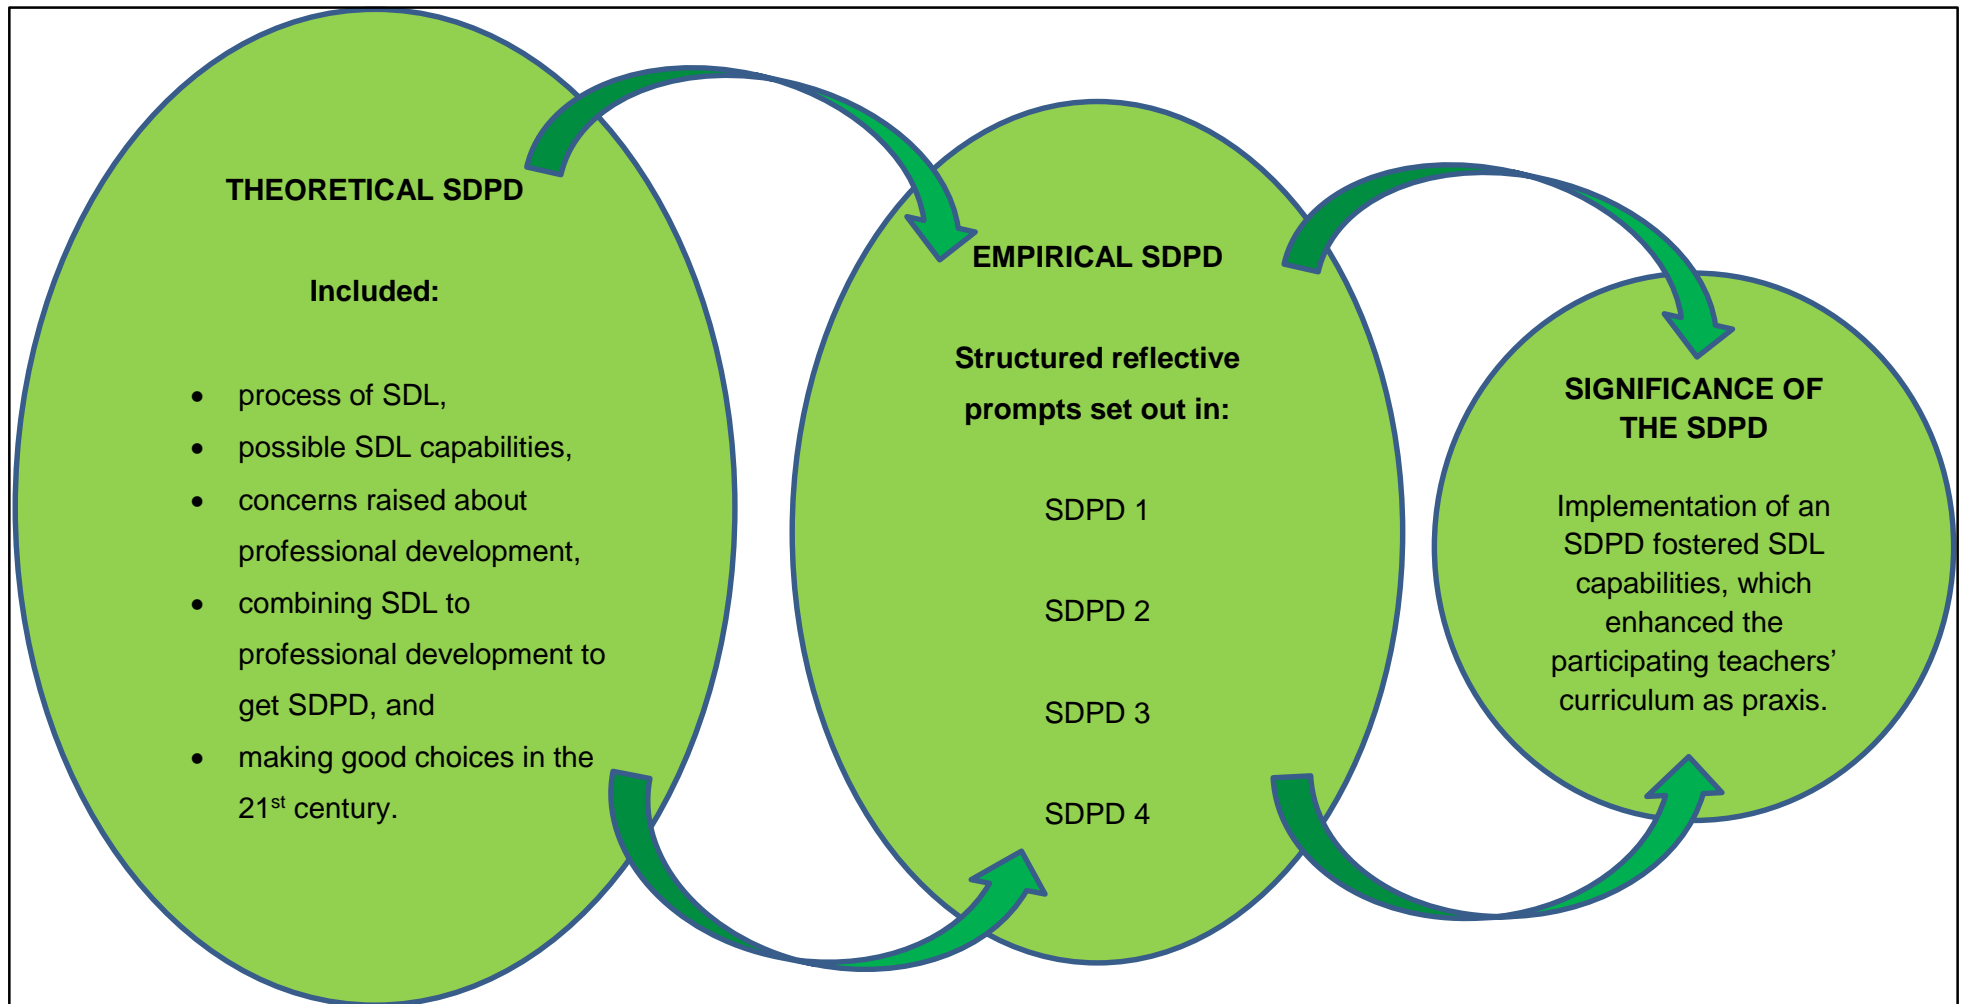 THEORETICAL SDPD
Included:
• process of SDL,
• possible SDL capabilities,
• concerns raised about
professional development,
• combining SDL to
professional development to
get SDPD, and
• making good choices in the
21st century.
EMPIRICAL SDPD
Structured reflective
prompts set out in:
SDPD 1
SDPD 2
SDPD 3
SDPD 4
SIGNIFICANCE OF
THE SDPD
Implementation of an
SDPD fostered SDL
capabilities, which
enhanced the
participating teachers’
curriculum as praxis.